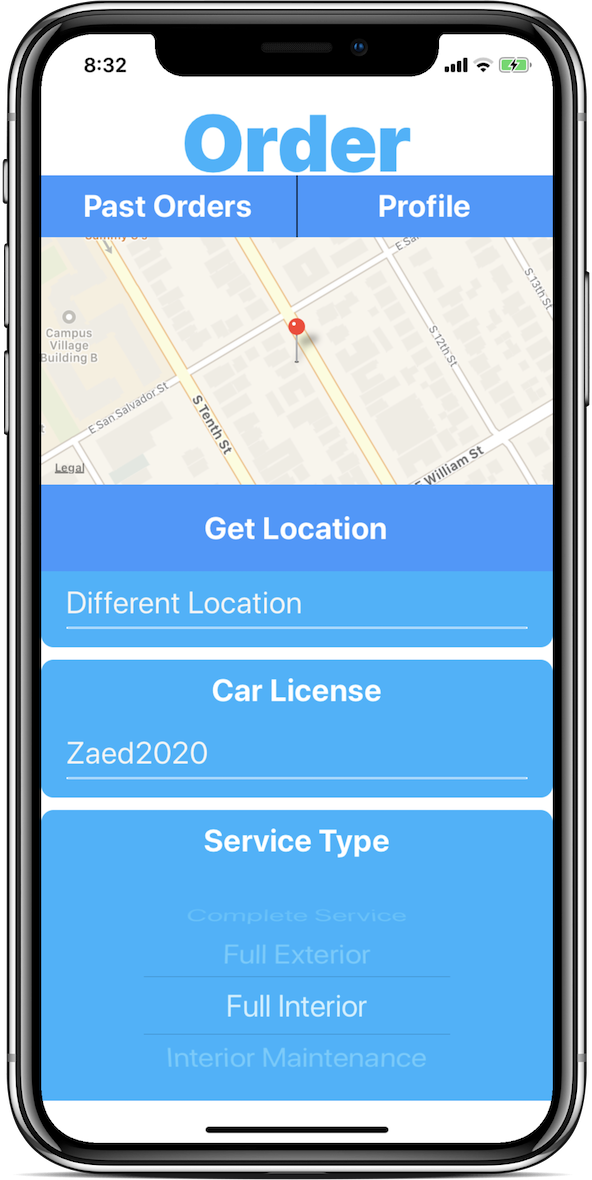 8:32
Order
Past Orders
Profile
E San Salvador St
S Tenth St
S 12th St
S 13th St
E William St
Campus
Village
Building B
Legal
Get Location
Different Location
Car License
Zaed2020
Service Type
Complete Service
Full Exterior
Full Interior
Interior Maintenance